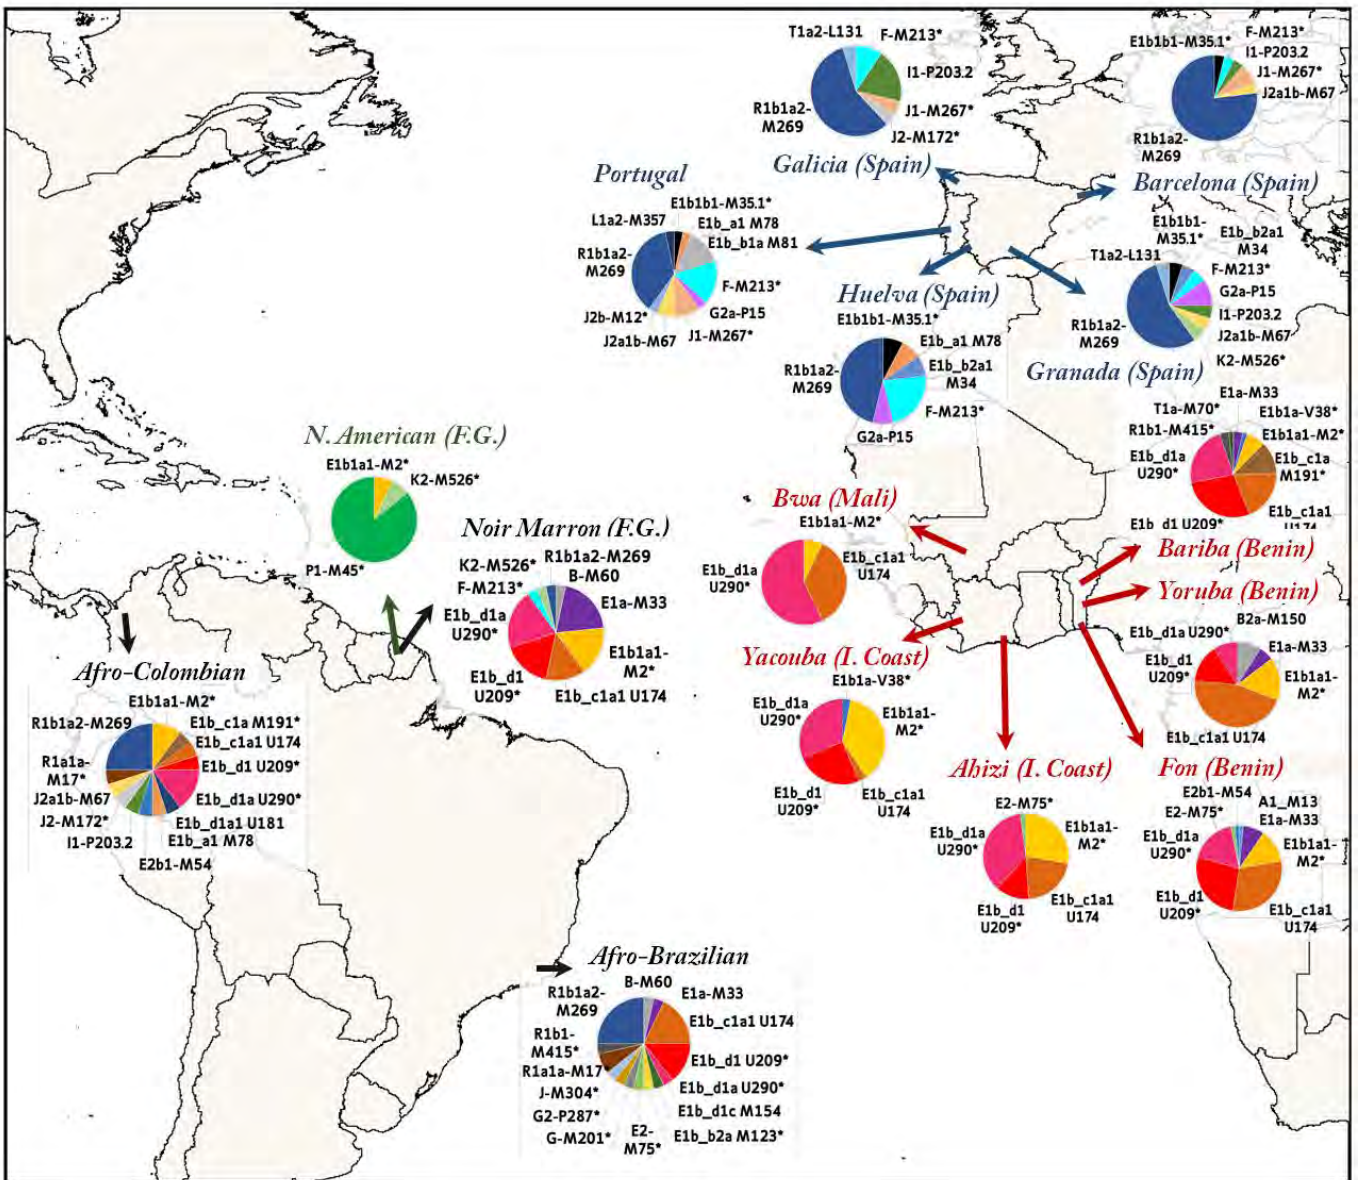 T1a2-L131
F-M213*
I1-P203.2
J1-M267*
J2-M172*
R1b1a2-
M269
Galicia (Spain)
E1b1b1-M35.1*
F-M213*
I1-P203.2
J1-M267*
J2a1b-M67
R1b1a2-
M269
Barcelona (Spain)
Portugal
E1b1b1-M35.1*
L1a2-M357
E1b_a1 M78
E1b_b1a M81
R1b1a2-
M269
F-M213*
G2a-P15
J2b-M12*
J2a1b-M67
J1-M267*
Huelva (Spain)
E1b1b1-M35.1*
E1b_a1 M78
E1b_b2a1
M34
R1b1a2-
M269
F-M213*
G2a-P15
E1b1b1-
M35.1*
E1b_b2a1
M34
T1a2-L131
F-M213*
G2a-P15
I1-P203.2
J2a1b-M67
K2-M526*
R1b1a2-
M269
Granada (Spain)
E1a-M33
T1a-M70*
E1b1a-V38*
R1b1-M415*
E1b1a1-M2*
E1b_d1a
U290*
E1b_c1a
M191*
E1b_c1a1
U174
E1b_d1 U209*
Bariba (Benin)
N. American (F.G.)
E1b1a1-M2*
K2-M526*
P1-M45*
Noir Marron (F.G.)
R1b1a2-M269
K2-M526*
B-M60
F-M213*
E1a-M33
E1b_d1a
U290*
E1b1a1-
M2*
E1b_d1
U209*
E1b_c1a1 U174
Bwa (Mali)
E1b1a1-M2*
E1b_d1a
U290*
E1b_c1a1
U174
Yoruba (Benin)
B2a-M150
E1b_d1a U290*
E1a-M33
E1b_d1
U209*
E1b1a1-
M2*
E1b_c1a1 U174
Yacouba (I. Coast)
E1b1a-V38*
E1b_d1a
U290*
E1b1a1-
M2*
E1b_d1
U209*
E1b_c1a1
U174
Afro-Colombian
E1b1a1-M2*
R1b1a2-M269
E1b_c1a M191*
E1b_c1a1 U174
R1a1a-
M17*
E1b_d1 U209*
J2a1b-M67
E1b_d1a U290*
J2-M172*
E1b_d1a1 U181
I1-P203.2
E1b_a1 M78
E2b1-M54
Ahizi (I. Coast)
E2-M75*
E1b_d1a
U290*
E1b1a1-
M2*
E1b_d1
U209*
E1b_c1a1
U174
Fon (Benin)
E2b1-M54
E2-M75*
A1_M13
E1a-M33
E1b_d1a
U290*
E1b1a1-
M2*
E1b_d1
U209*
E1b_c1a1
U174
Afro-Brazilian
B-M60
R1b1a2-
M269
E1a-M33
E1b_c1a1 U174
R1b1-
M415*
E1b_d1 U209*
R1a1a-M17
E1b_d1a U290*
J-M304*
E1b_d1c M154
G2-P287*
G-M201*
E2-
M75*
E1b_b2a M123*